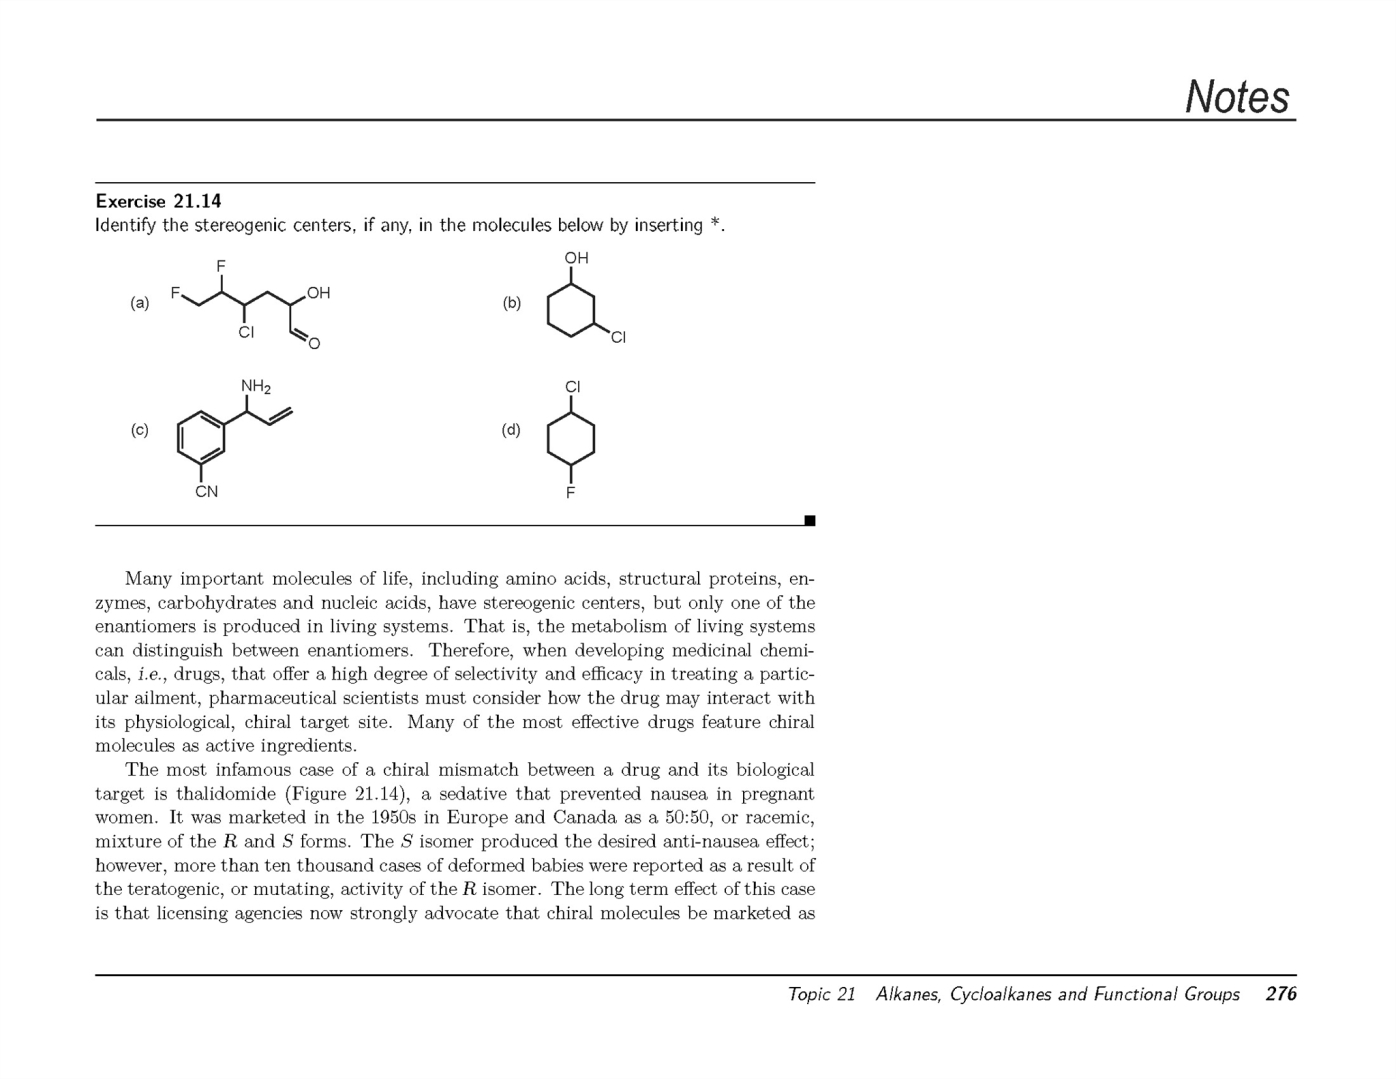 Notes
Exercise 21.14
Identify the stereogenic centers, if any, in the molecules below by inserting *.
(a)
F
F
Cl
OH
O
(b)
OH
Cl
(c)
NH2
CN
(d)
Cl
F
Many important molecules of life, including amino acids, structural proteins, en-
zymes, carbohydrates and nucleic acids, have stereogenic centers, but only one of the
enantiomers is produced in living systems. That is, the metabolism of living systems
can distinguish between enantiomers. Therefore, when developing medicinal chemi-
cals, i.e., drugs, that offer a high degree of selectivity and efficacy in treating a partic-
ular ailment, pharmaceutical scientists must consider how the drug may interact with
its physiological, chiral target site. Many of the most effective drugs feature chiral
molecules as active ingredients.
The most infamous case of a chiral mismatch between a drug and its biological
target is thalidomide (Figure 21.14), a sedative that prevented nausea in pregnant
women. It was marketed in the 1950s in Europe and Canada as a 50:50, or racemic,
mixture of the R and S forms. The S isomer produced the desired anti-nausea effect;
however, more than ten thousand cases of deformed babies were reported as a result of
the teratogenic, or mutating, activity of the R isomer. The long term effect of this case
is that licensing agencies now strongly advocate that chiral molecules be marketed as
Topic 21 Alkanes, Cycloalkanes and Functional Groups 276